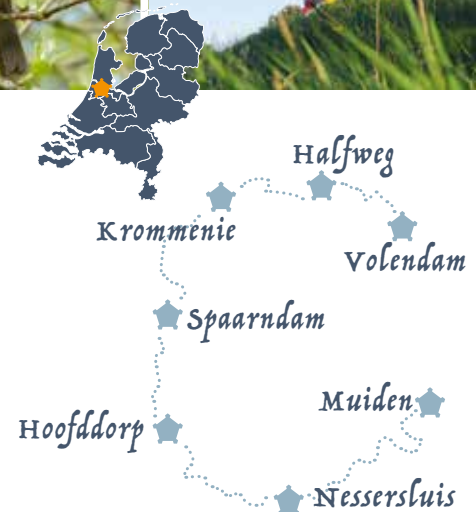 Halfweg
Krommenie
Volendam
Spaarndam
Muiden
Hoofddorp
Nessersluis